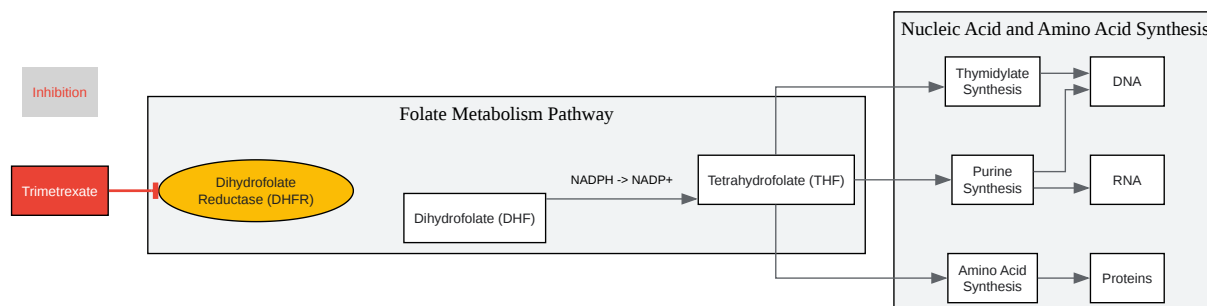 Nucleic Acid and Amino Acid Synthesis
Inhibition
Thymidylate
Synthesis
DNA
Folate Metabolism Pathway
Trimetrexate
Dihydrofolate
Reductase (DHFR)
NADPH -> NADP+
Dihydrofolate (DHF)
Tetrahydrofolate (THF)
Purine
Synthesis
RNA
Amino Acid
Synthesis
Proteins